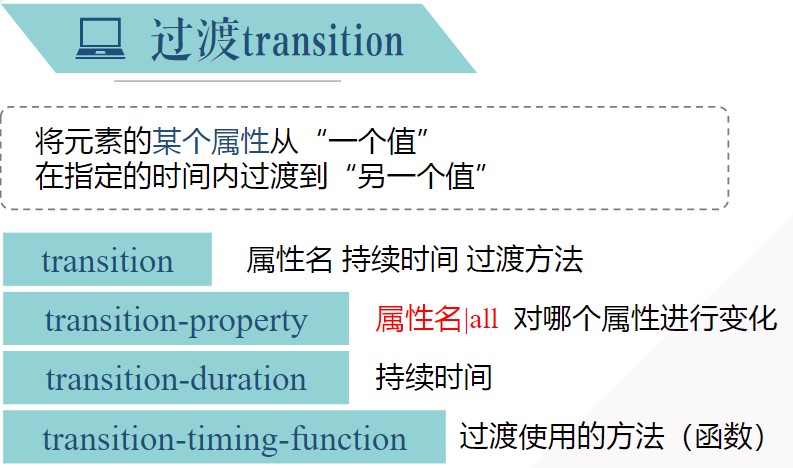 过渡transition
将元素的某个属性从“一个值”
在指定的时间内过渡到“另一个值”
transition 属性名 持续时间 过渡方法
transition-property 属性名|all 对哪个属性进行变化
transition-duration 持续时间
transition-timing-function 过渡使用的方法（函数）